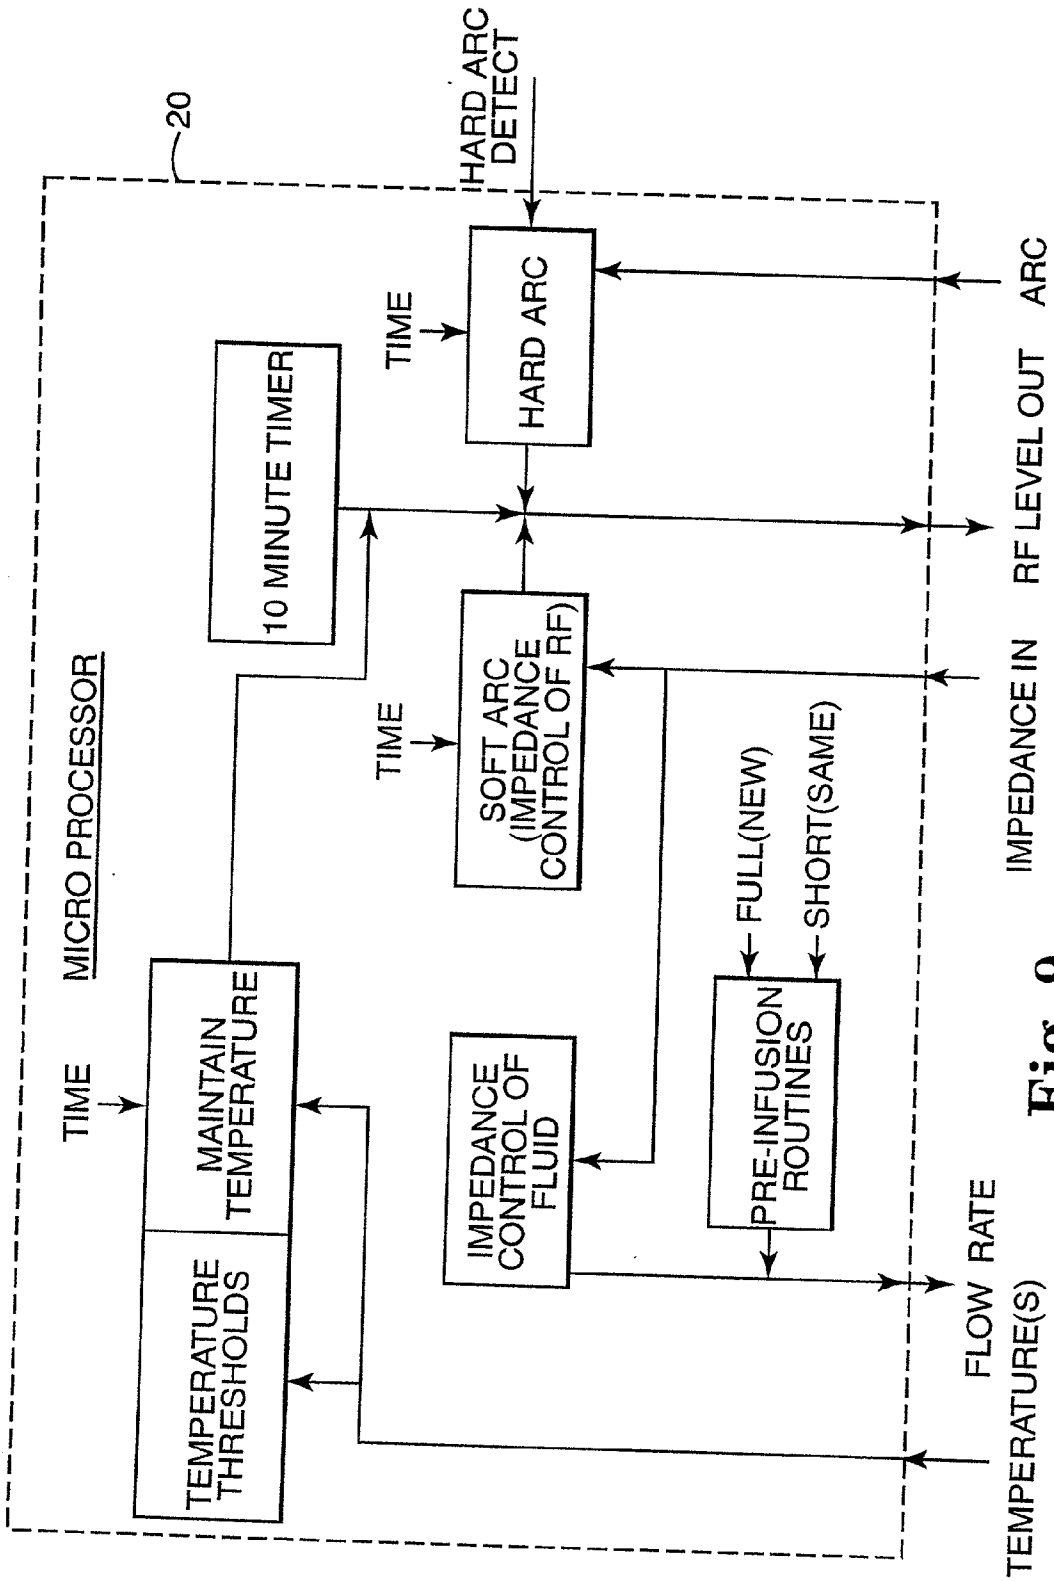 MICRO PROCESSOR
20
TIME
TEMPERATURE
THRESHOLDS
MAINTAIN
TEMPERATURE
10 MINUTE TIMER
TIME
TIME
HARD ARC
DETECT
IMPEDANCE
CONTROL OF
FLUID
SOFT ARC
(IMPEDANCE
CONTROL OF RF)
HARD ARC
PRE-INFUSION
ROUTINES
FULL(NEW)
SHORT(SAME)
FLOW RATE
TEMPERATURE(S)
IMPEDANCE IN
RF LEVEL OUT
ARC
Fig.